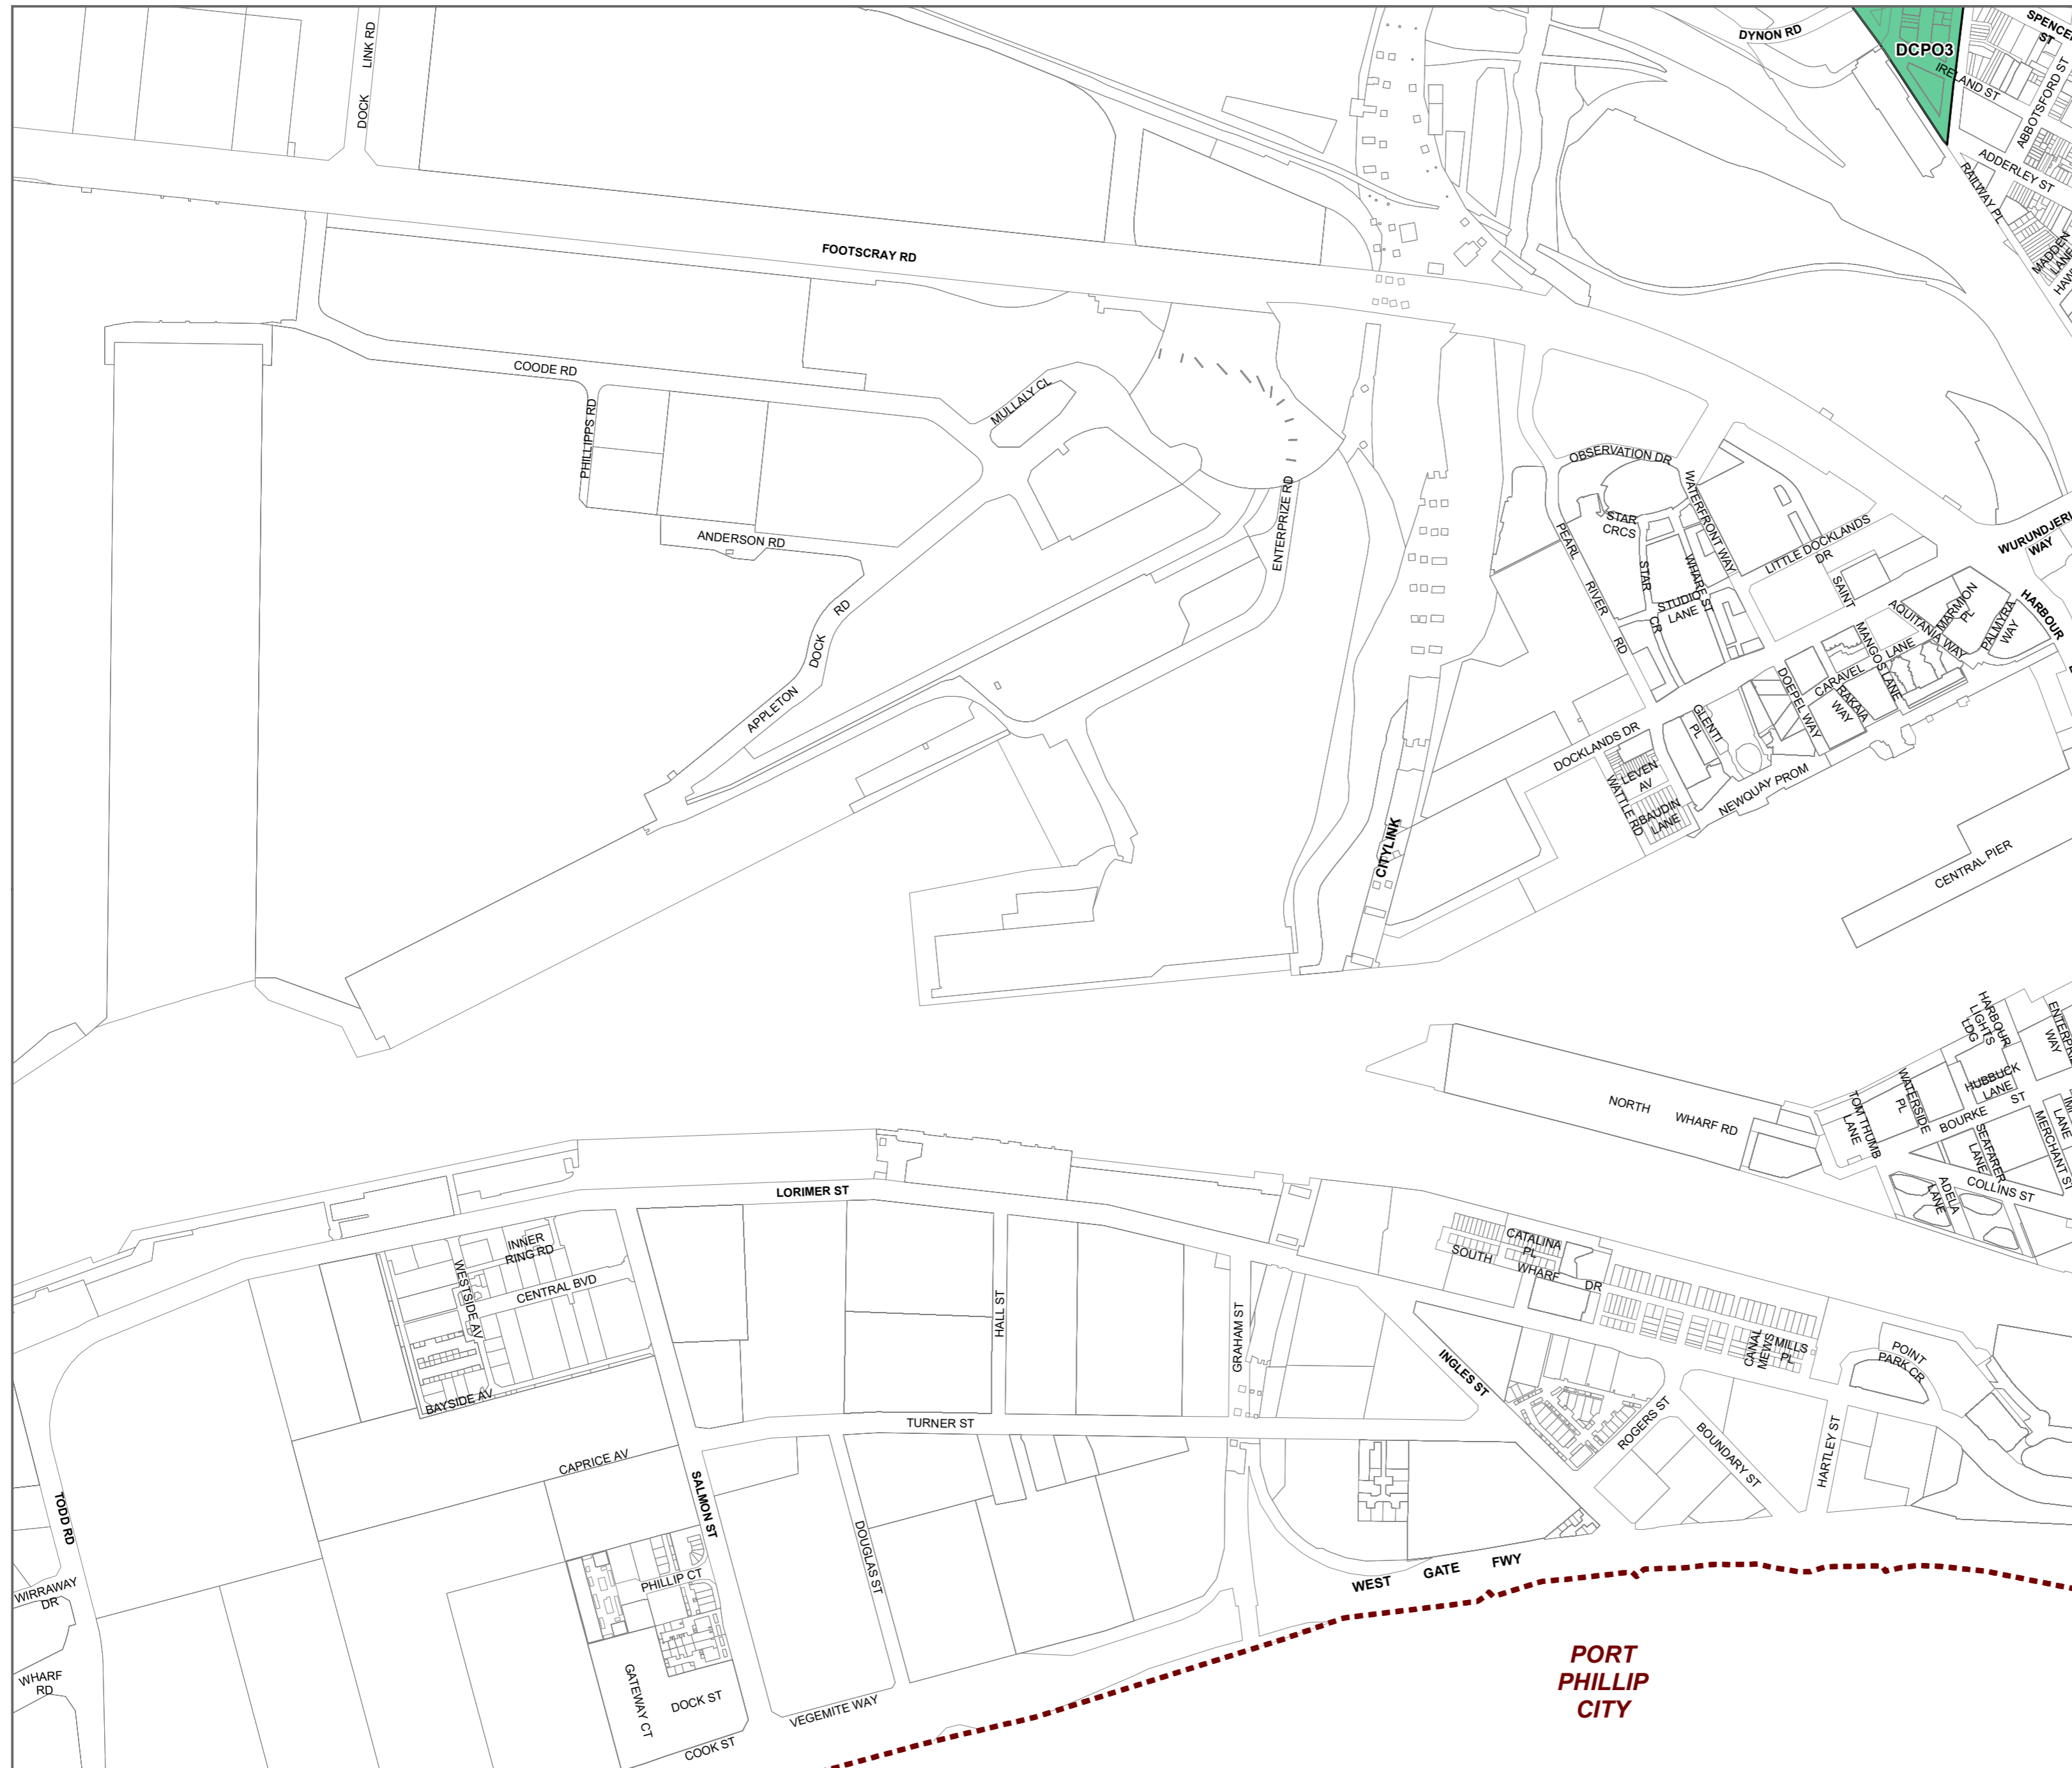 LINK RD
DOCK
DYNON RD
DCPO3
SPENCE
ST
IRELAND ST
ABBOTSFORD ST
ADDERLEY ST
RAILWAY PL
MADDEN
LANE
HAW
FOOTSCRAY RD
COODE RD
PHILLIPPS RD
MULLALY CL
ANDERSON RD
APPLETON
DOCK
RD
ENTERPRIZE RD
OBSERVATION DR
WATERFRONT WAY
STAR
CRCS
PEARL
RIVER
RD
STAR
CR
WHARF ST
STUDIO
LANE
LITTLE DOCKLANDS
DR
SAINT
MANGOS
LANE
WURUNDJERI
WAY
HARBOUR
AQUITANIA WAY
MARMION
PL
PALMYRA
WAY
CARAVEL
LANE
RAKAIA
WAY
DOEPEL WAY
GLENTI
PL
DOCKLANDS DR
LEVEN
AV
WATTLE RD
BAUDIN
LANE
NEWQUAY PROM
CITYLINK
CENTRAL PIER
HARBOUR
LIGHTS
LDG
ENTERPRI
WAY
NORTH
WHARF RD
TOM THUMB
LANE
WATERSIDE
PL
HUBBUCK
LANE
BOURKE
ST
SEAFARER
LANE
MERCHANT ST
LANE
COLLINS ST
ADELA
LANE
LORIMER ST
INNER
RING RD
WESTSIDE AV
CENTRAL BVD
BAYSIDE AV
HALL ST
GRAHAM ST
SOUTH
WHARF
DR
CATALINA
PL
CANAL
MEWS
MILLS
PL
POINT
PARK CR
INGLES ST
ROGERS ST
BOUNDARY ST
HARTLEY ST
TURNER ST
CAPRICE AV
SALMON ST
TODD RD
DOUGLAS ST
WIRRAWAY
DR
PHILLIP CT
WEST
GATE
FWY
WHARF
RD
GATEWAY CT
DOCK ST
VEGEMITE WAY
COOK ST
PORT
PHILLIP
CITY